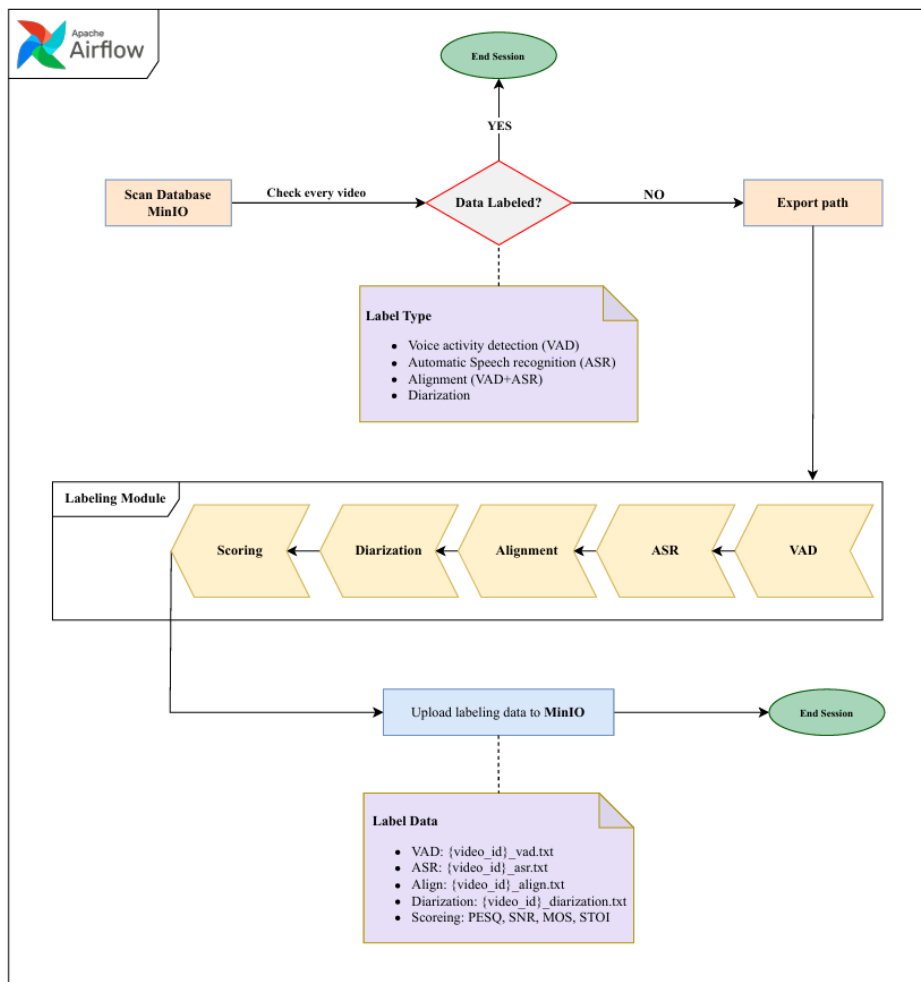 Apache
Airflow
End Session
YES
Scan Database
MinIO
Check every video
Data Labeled?
NO
Export path
Label Type
• Voice activity detection (VAD)
• Automatic Speech recognition (ASR)
• Alignment (VAD+ASR)
• Diarization
Labeling Module
Scoring
Diarization
Alignment
ASR
VAD
Upload labeling data to MinIO
End Session
Label Data
• VAD: {video_id}_vad.txt
• ASR: {video_id}_asr.txt
• Align: {video_id}_align.txt
• Diarization: {video_id}_diarization.txt
• Scoreing: PESQ, SNR, MOS, STOI